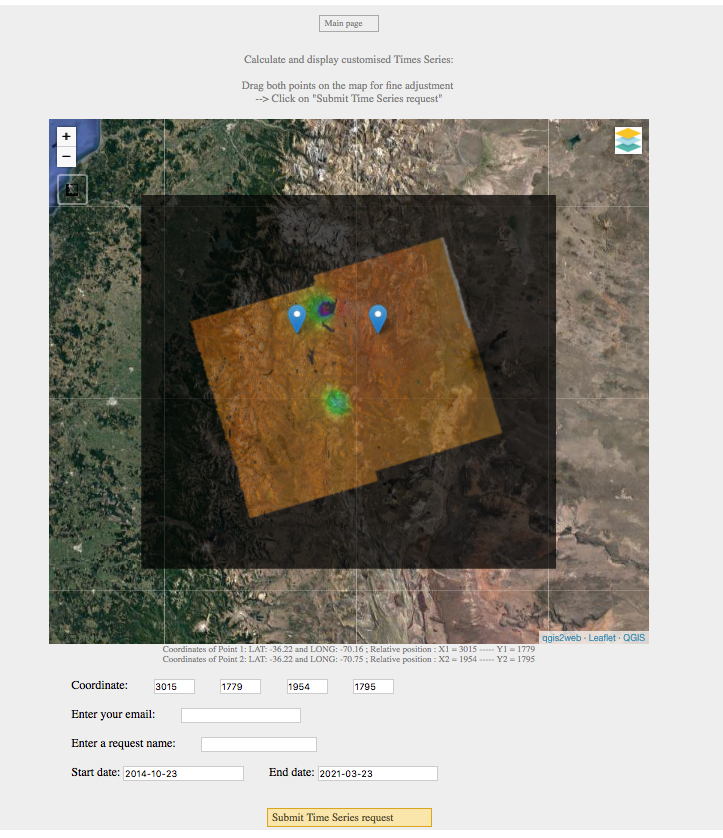 Main page
Calculate and display customised Times Series:
Drag both points on the map for fine adjustment
--> Click on "Submit Time Series request"
+
−
qgis2web · Leaflet · QGIS
Coordinates of Point 1: LAT: -36.22 and LONG: -70.16 ; Relative position : X1 = 3015 ----- Y1 = 1779
Coordinates of Point 2: LAT: -36.22 and LONG: -70.75 ; Relative position : X2 = 1954 ----- Y2 = 1795
Coordinate: 3015 1779 1954 1795
Enter your email:
Enter a request name:
Start date: 2014-10-23 End date: 2021-03-23
Submit Time Series request